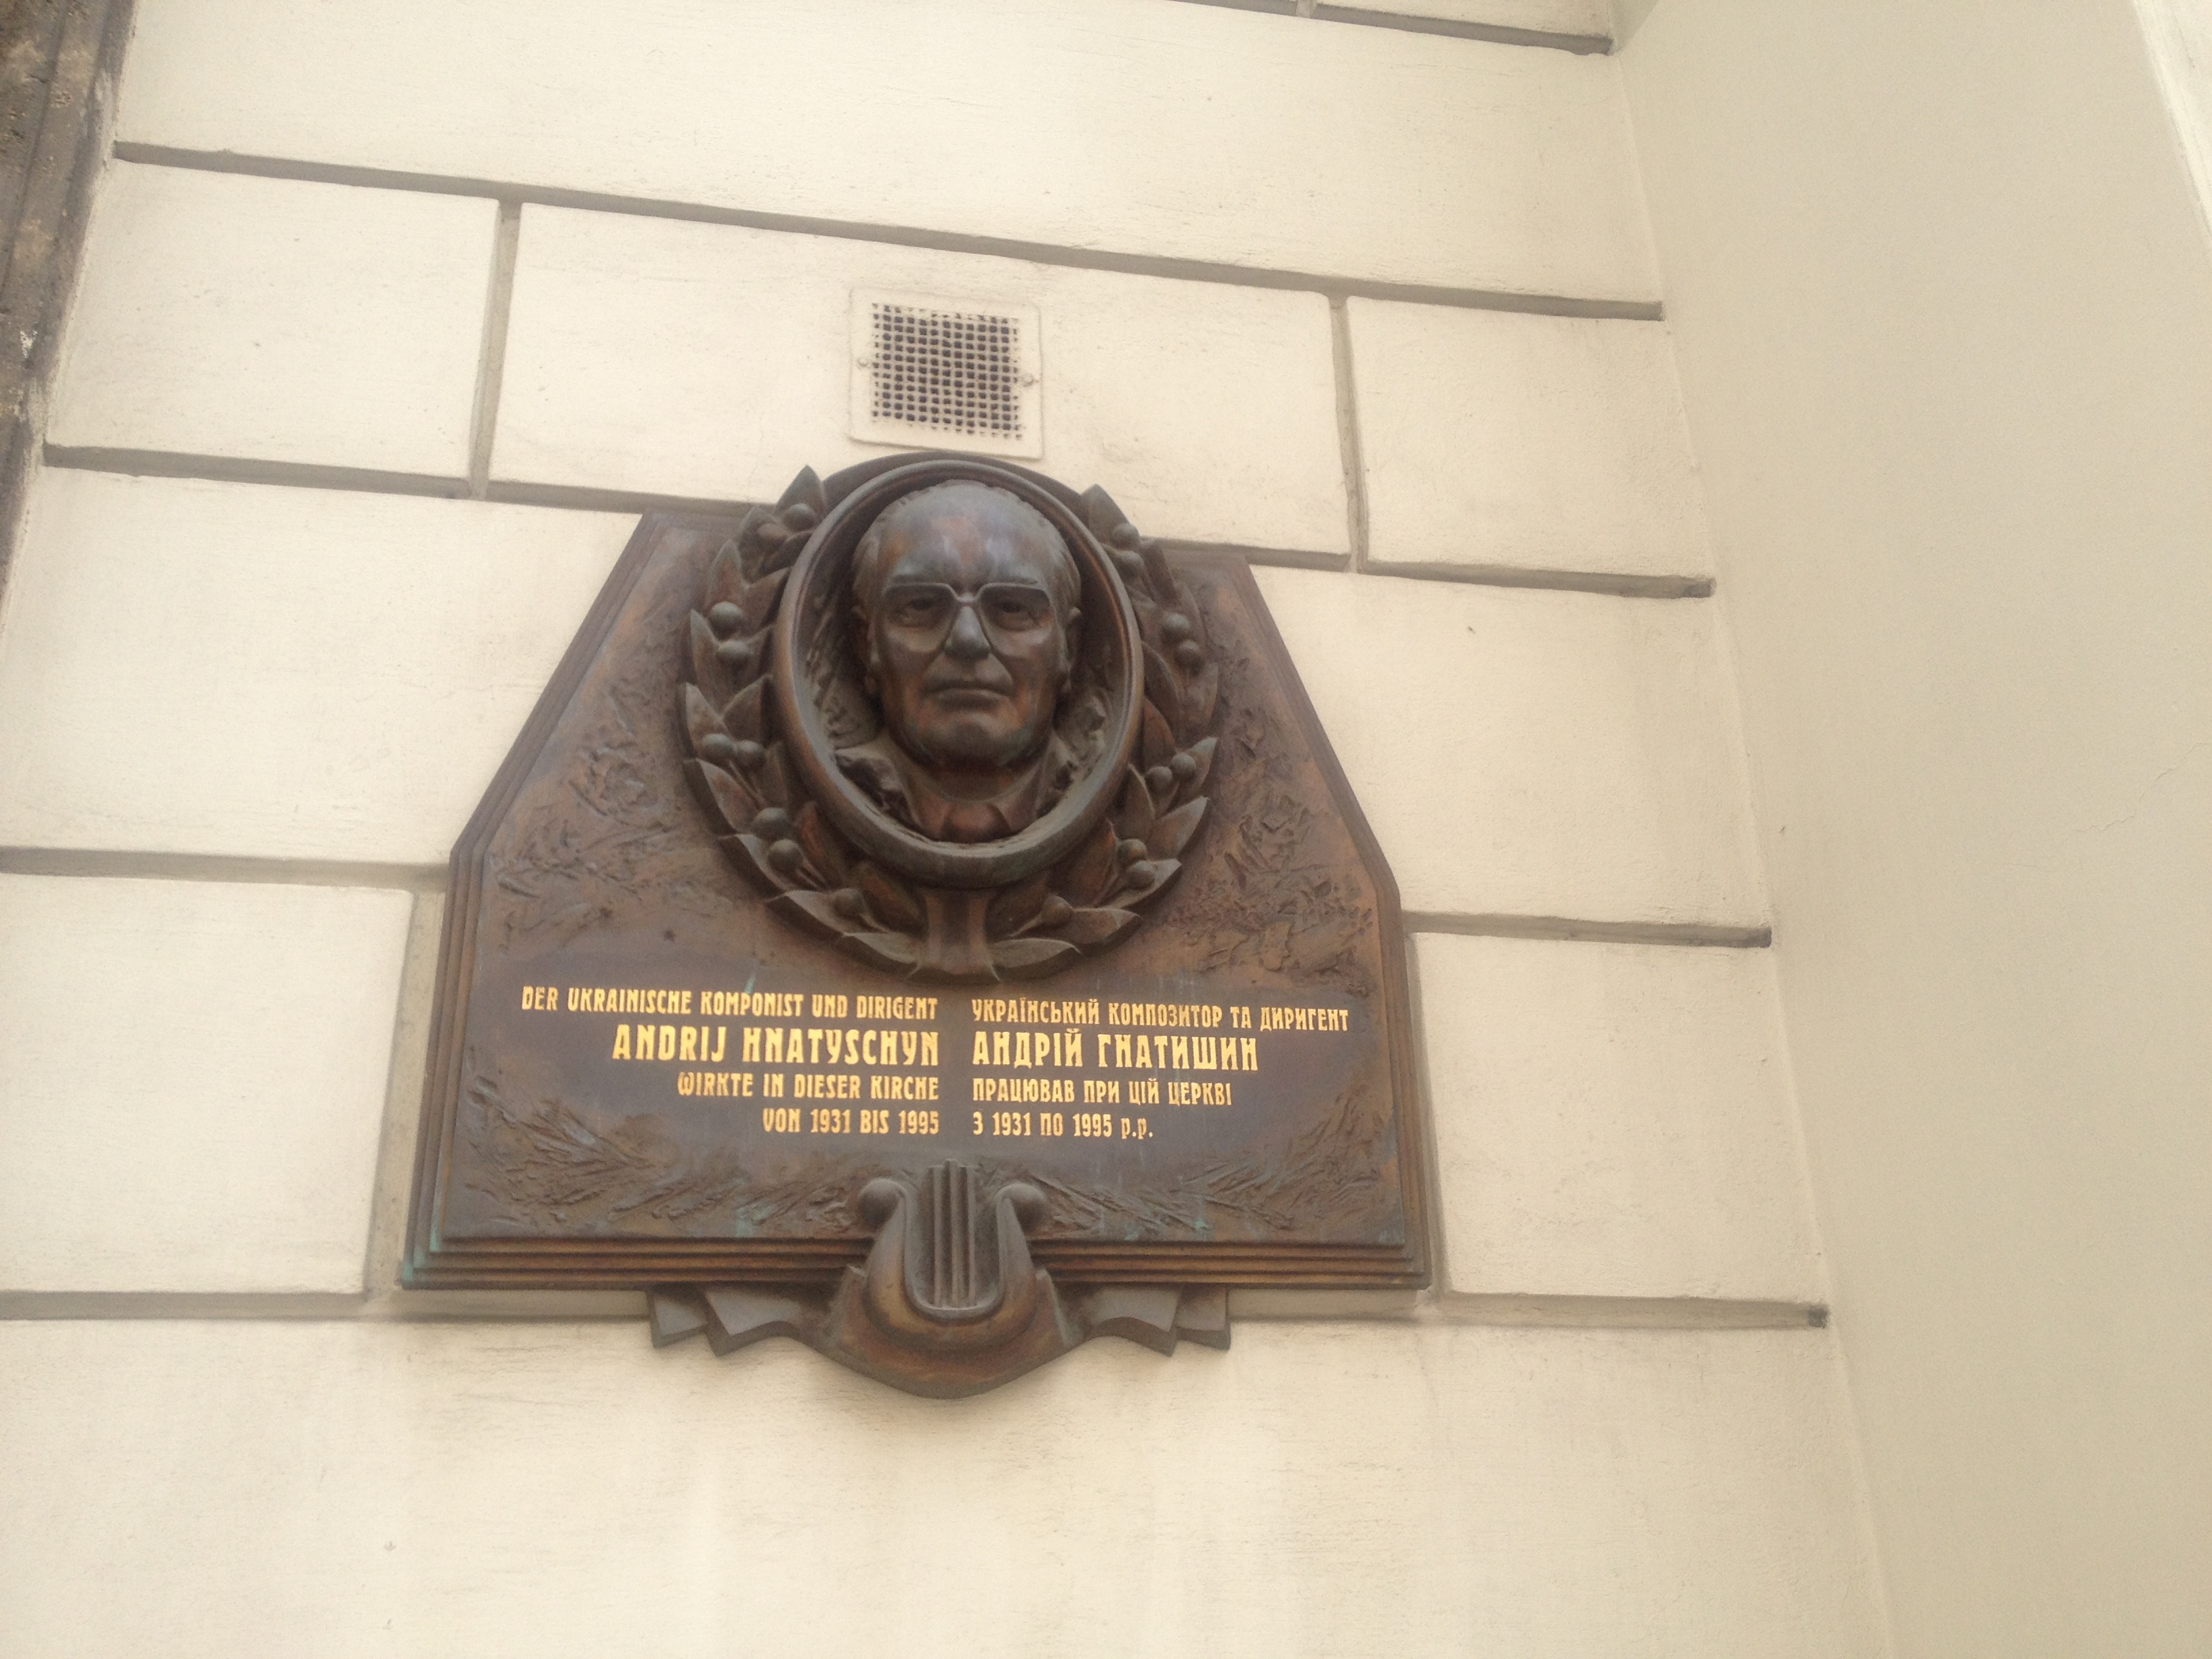 DER UKRAINISCHE KOMPONIST UND DIRIGENT
ANDRIJ HNATYSCHYN
WIRKTE IN DIESER KIRCHE
VON 1931 BIS 1995
УКРАЇНСЬКИЙ КОМПОЗИТОР ТА ДИРИГЕНТ
АНДРІЙ ГНАТИШИН
ПРАЦЮВАВ ПРИ ЦІЙ ЦЕРКВІ
З 1931 ПО 1995 р.р.